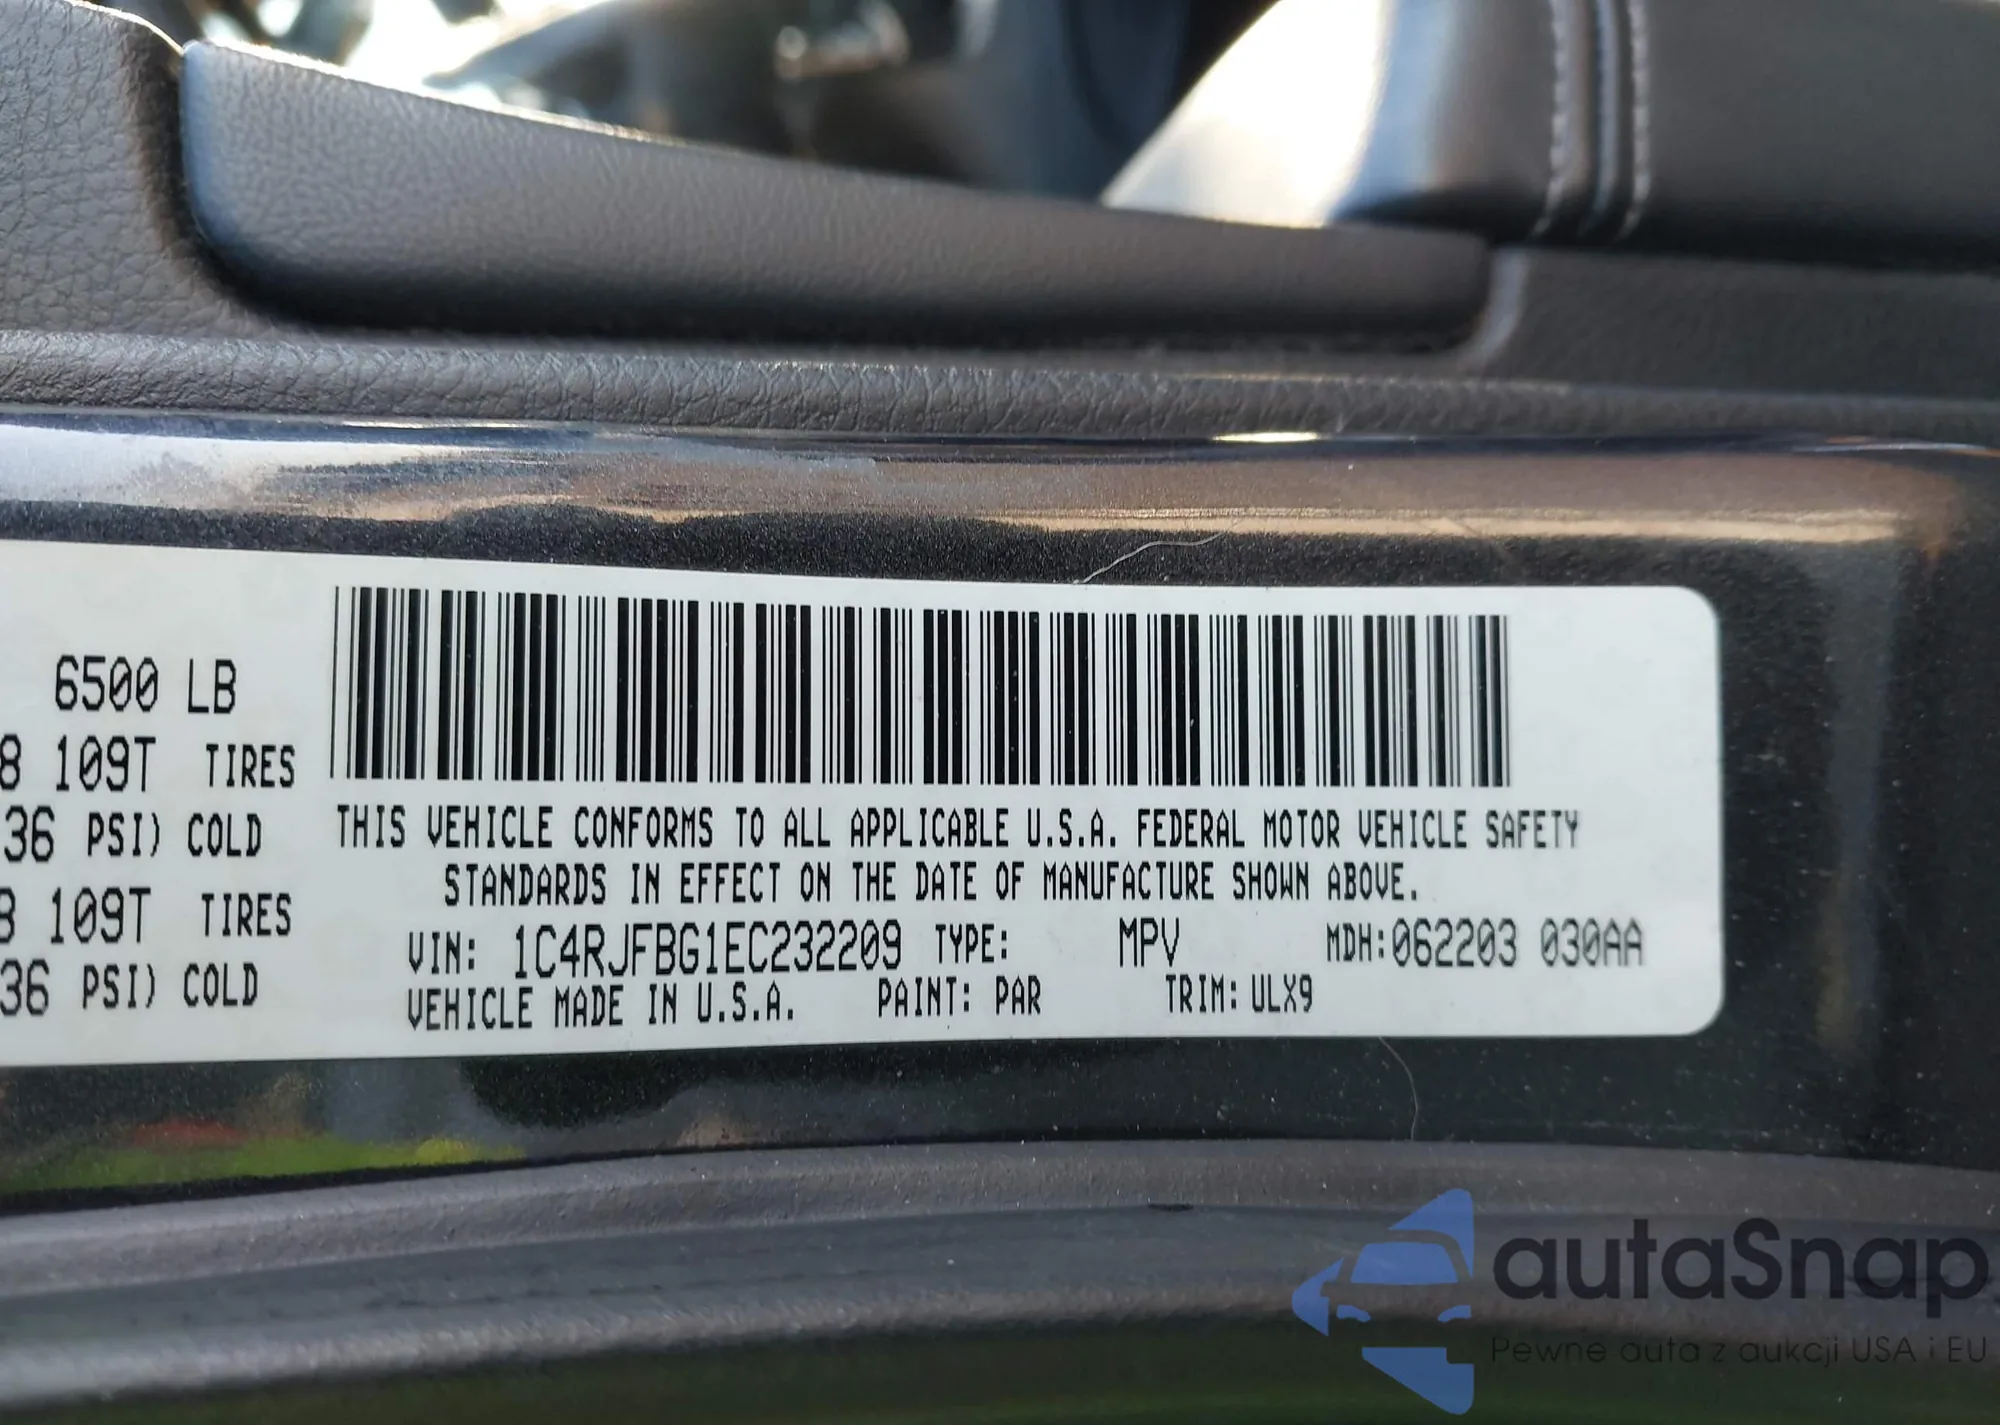 6500 LB
8 109T TIRES
36 PSI) COLD
8 109T TIRES
36 PSI) COLD
THIS VEHICLE CONFORMS TO ALL APPLICABLE U.S.A. FEDERAL MOTOR VEHICLE SAFETY
STANDARDS IN EFFECT ON THE DATE OF MANUFACTURE SHOWN ABOVE.
VIN: 1C4RJFBG1EC232209 TYPE: MPV MDH:062203 030AA
VEHICLE MADE IN U.S.A. PAINT: PAR TRIM: ULX9
autaSnap
Pewne auta z aukcji USA i EU